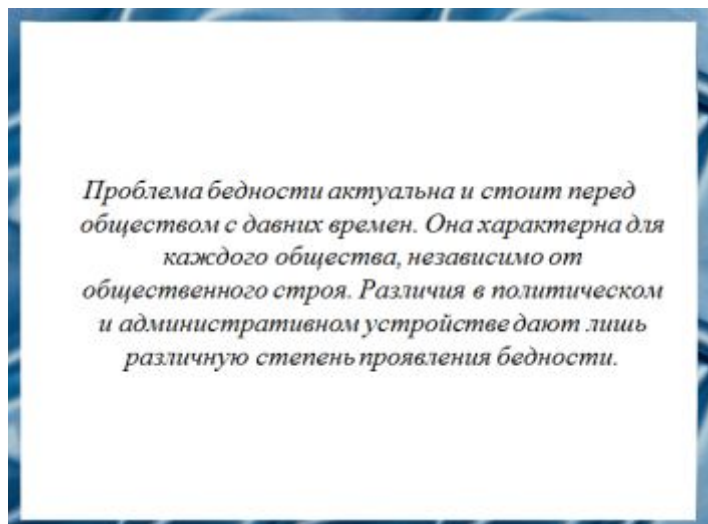 Проблема бедности актуальна и стоит перед
обществом с давних времен. Она характерна для
каждого общества, независимо от
общественного строя. Различия в политическом
и административном устройстве дают лишь
различную степень проявления бедности.